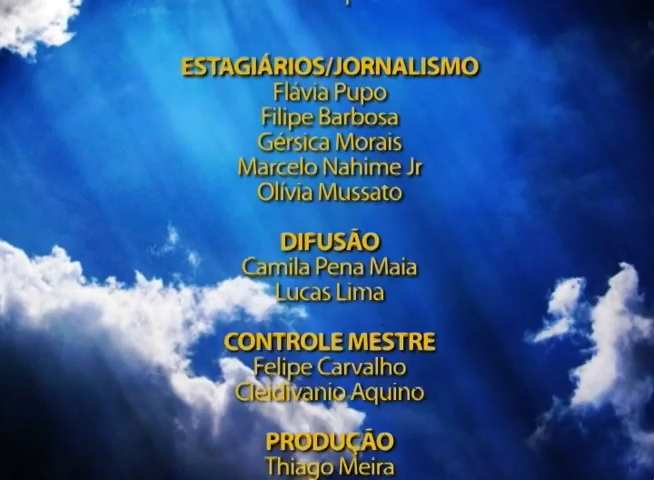 ESTAGIÁRIOS/JORNALISMO
Flávia Pupo
Filipe Barbosa
Gérsica Morais
Marcelo Nahime Jr
Olívia Mussato
DIFUSÃO
Camila Pena Maia
Lucas Lima
CONTROLE MESTRE
Felipe Carvalho
Cleidivanio Aquino
PRODUÇÃO
Thiago Meira